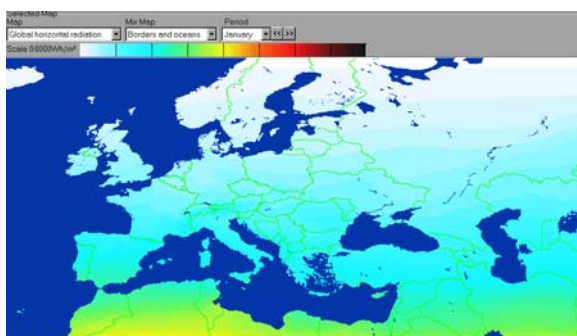 Selected Map
Map Mix Map Period
Global horizontal radiation Borders and oceans January << >>
Scale 0-8000Wh/m²